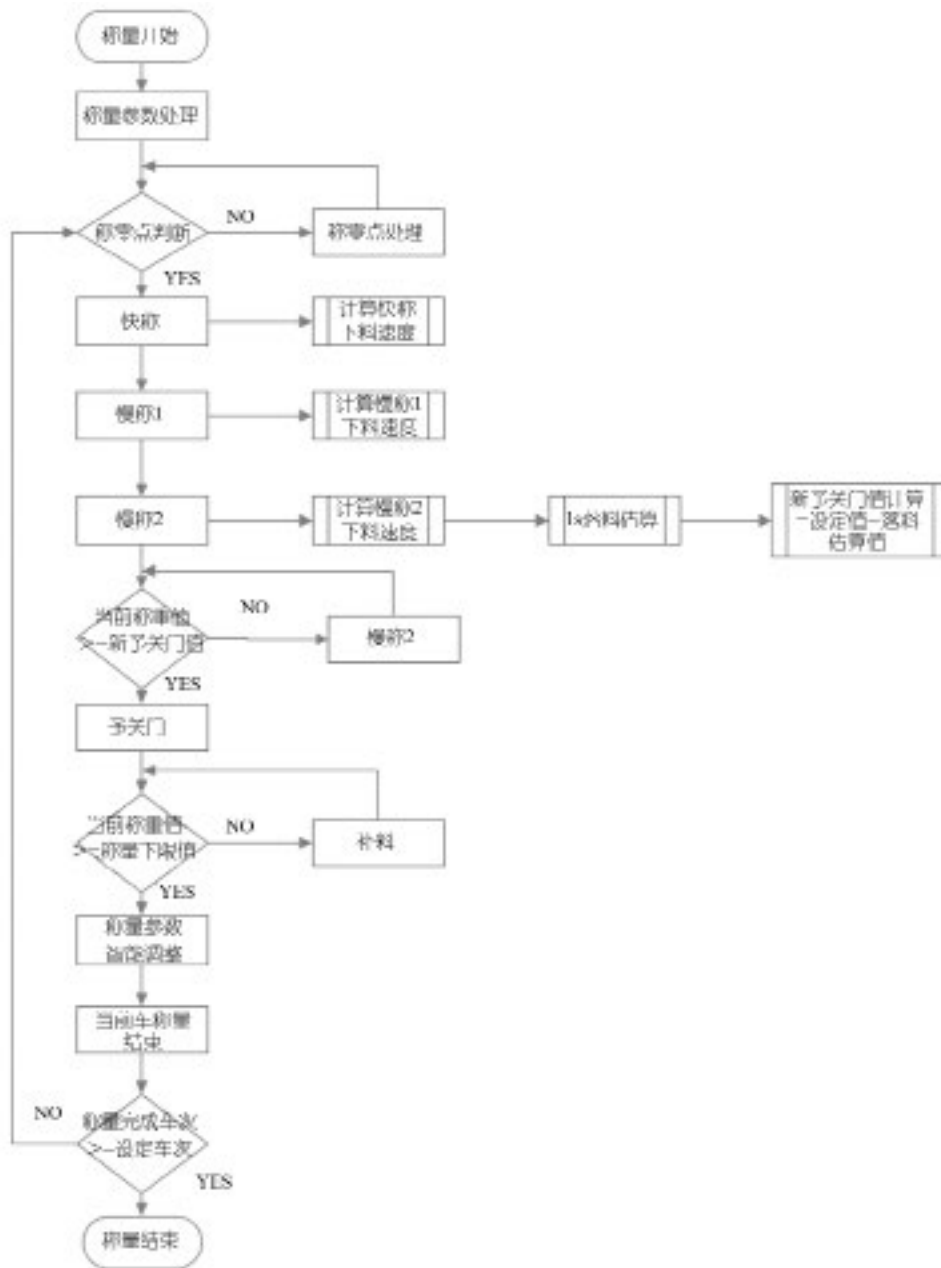 称量开始
称量参数处理
称零点判断
NO
称零点处理
YES
快称
计算快称
下料速度
慢称1
计算慢称1
下料速度
慢称2
计算慢称2
下料速度
1s落料估算
新予关门值计算
=设定值-落料
估算值
当前称重值
>=新予关门值
NO
慢称2
YES
予关门
当前称量值
>=称量下限值
NO
补料
YES
称量参数
智能调整
当前车称量
结束
NO
称量完成车次
>=设定车次
YES
称量结束